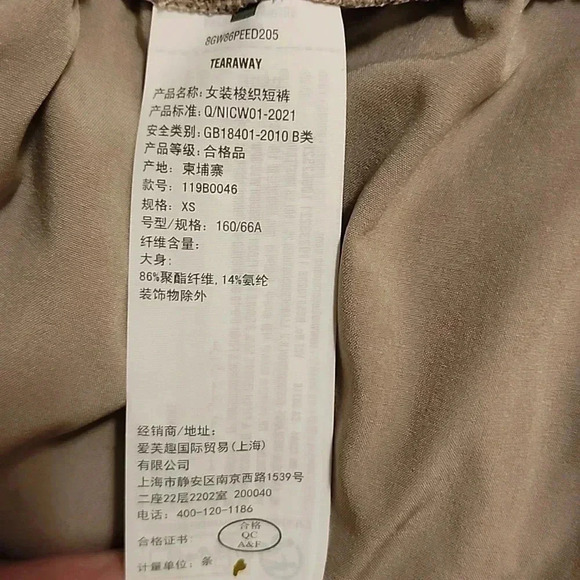 8GW86PEED205
TEARAWAY
产品名称: 女装梭织短裤
产品标准: Q/NICW01-2021
安全类别: GB18401-2010 B类
产品等级: 合格品
产地: 柬埔寨
款号: 119B0046
规格: XS
号型/规格: 160/66A
纤维含量:
大身:
86%聚酯纤维, 14%氨纶
装饰物除外
经销商/地址:
爱芙趣国际贸易(上海)
有限公司
上海市静安区南京西路1539号
二座22层2202室 200040
电话: 400-120-1186
合格证书: 合格
QC
A&F
计量单位: 条